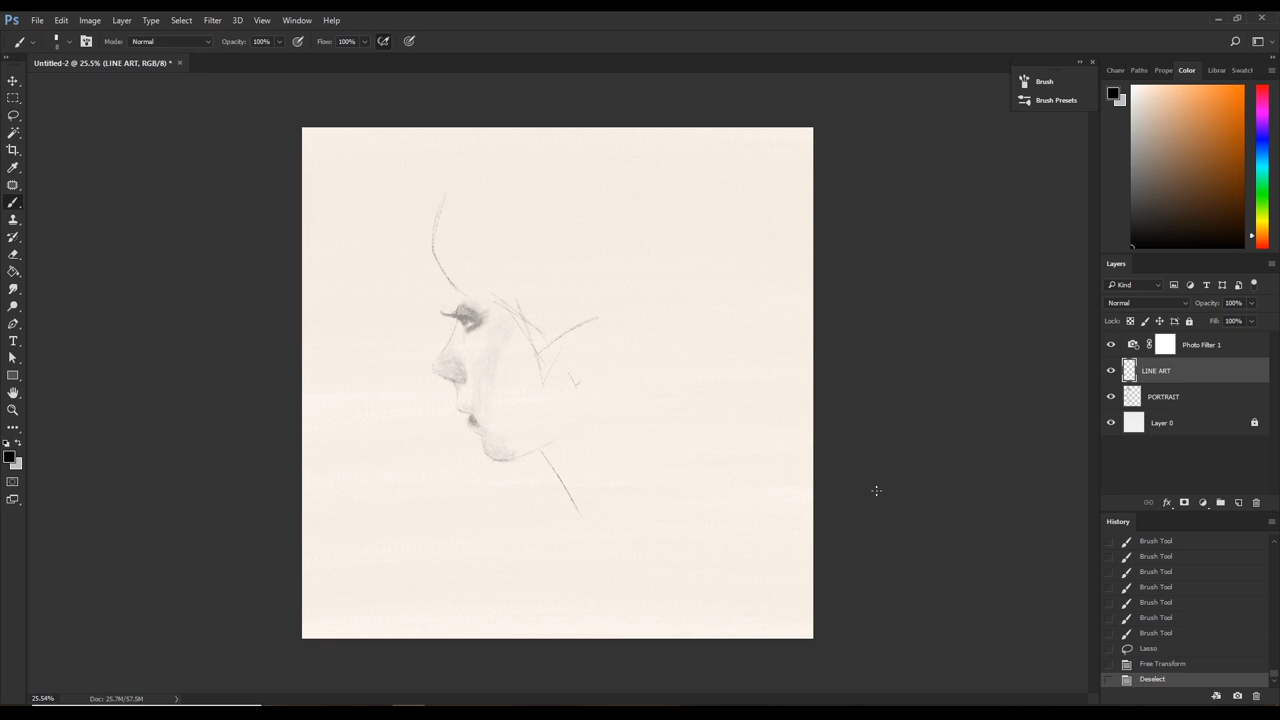 Ps File Edit Image Layer Type Select Filter 3D View Window Help
8 Mode: Normal Opacity: 100% Flow: 100%
Untitled-2 @ 25.5% (LINE ART, RGB/8) * ×
Brush
Brush Presets
Chanr Paths Prope Color Librar Swatch
Layers
Kind
Normal Opacity: 100%
Lock: Fill: 100%
Photo Filter 1
LINE ART
PORTRAIT
Layer 0
fx
History
Brush Tool
Brush Tool
Brush Tool
Brush Tool
Brush Tool
Brush Tool
Brush Tool
Lasso
Free Transform
Deselect
25.54% Doc: 25.7M/57.5M